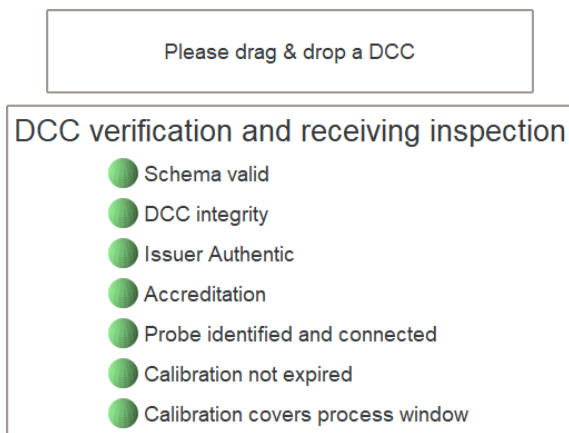 Please drag & drop a DCC
DCC verification and receiving inspection
Schema valid
DCC integrity
Issuer Authentic
Accreditation
Probe identified and connected
Calibration not expired
Calibration covers process window